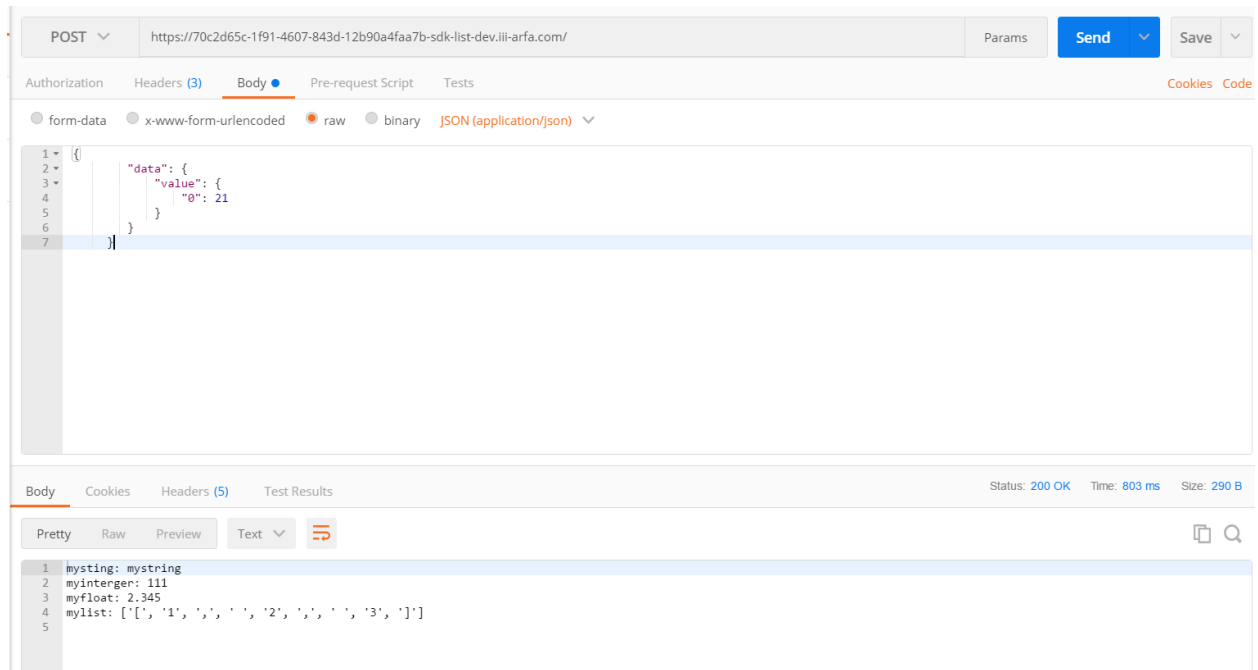 POST https://70c2d65c-1f91-4607-843d-12b90a4faa7b-sdk-list-dev.iii-arfa.com/ Params Send Save
Authorization Headers (3) Body Pre-request Script Tests Cookies Code
form-data x-www-form-urlencoded raw binary JSON (application/json)
1 {
2 "data": {
3 "value": {
4 "0": 21
5 }
6 }
7 }
Body Cookies Headers (5) Test Results Status: 200 OK Time: 803 ms Size: 290 B
Pretty Raw Preview Text
1 mysting: mystring
2 myinterger: 111
3 myfloat: 2.345
4 mylist: ['[', '1', ',', ' ', '2', ',', ' ', '3', ']']
5